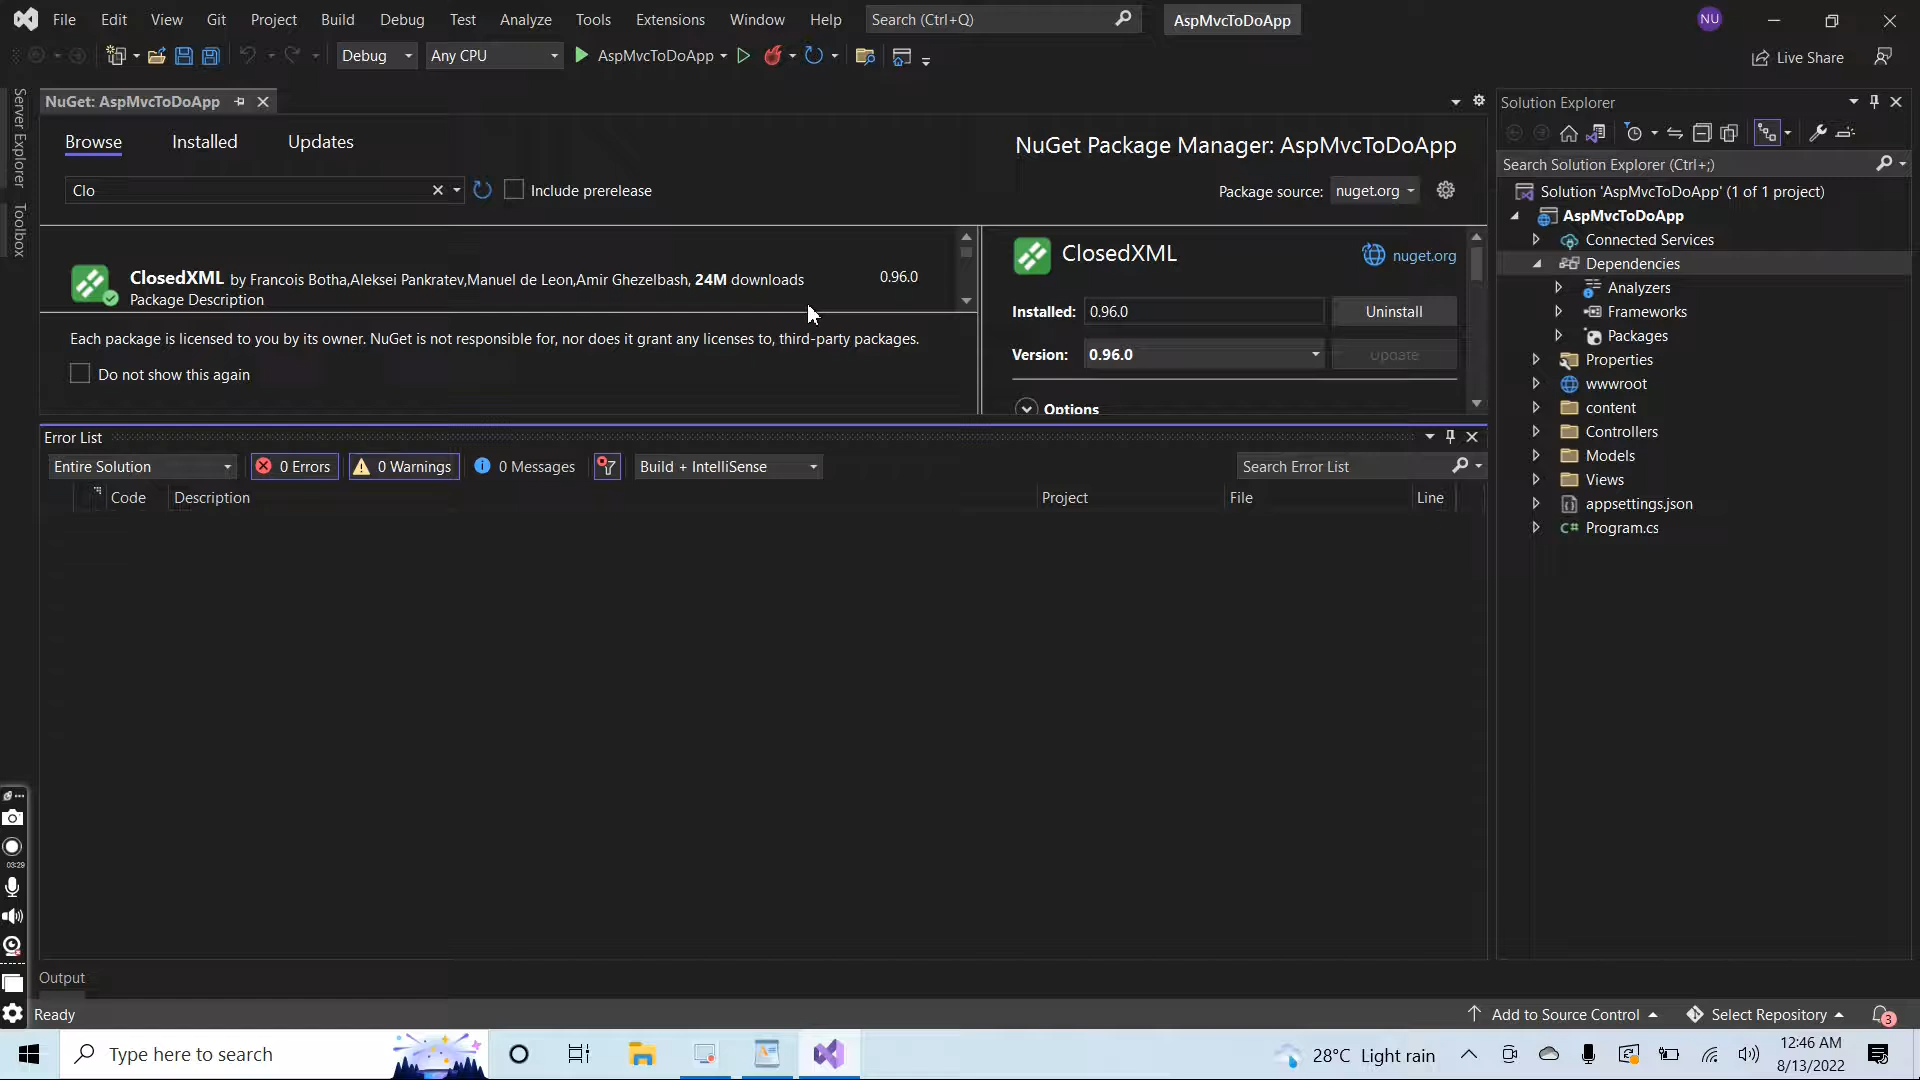 File Edit View Git Project Build Debug Test Analyze Tools Extensions Window Help Search (Ctrl+Q) AspMvcToDoApp NU
Debug Any CPU AspMvcToDoApp Live Share
Server Explorer
Toolbox
NuGet: AspMvcToDoApp
Browse Installed Updates
NuGet Package Manager: AspMvcToDoApp
Clo
Include prerelease
Package source: nuget.org
ClosedXML by Francois Botha,Aleksei Pankratev,Manuel de Leon,Amir Ghezelbash, 24M downloads 0.96.0
Package Description
Each package is licensed to you by its owner. NuGet is not responsible for, nor does it grant any licenses to, third-party packages.
Do not show this again
ClosedXML nuget.org
Installed: 0.96.0 Uninstall
Version: 0.96.0 Update
Options
Error List
Entire Solution 0 Errors 0 Warnings 0 Messages Build + IntelliSense Search Error List
Code Description Project File Line
Solution Explorer
Search Solution Explorer (Ctrl+;)
Solution 'AspMvcToDoApp' (1 of 1 project)
AspMvcToDoApp
Connected Services
Dependencies
Analyzers
Frameworks
Packages
Properties
wwwroot
content
Controllers
Models
Views
appsettings.json
C# Program.cs
03:29
Output
Ready Add to Source Control Select Repository 3
Type here to search 28°C Light rain 12:46 AM
8/13/2022